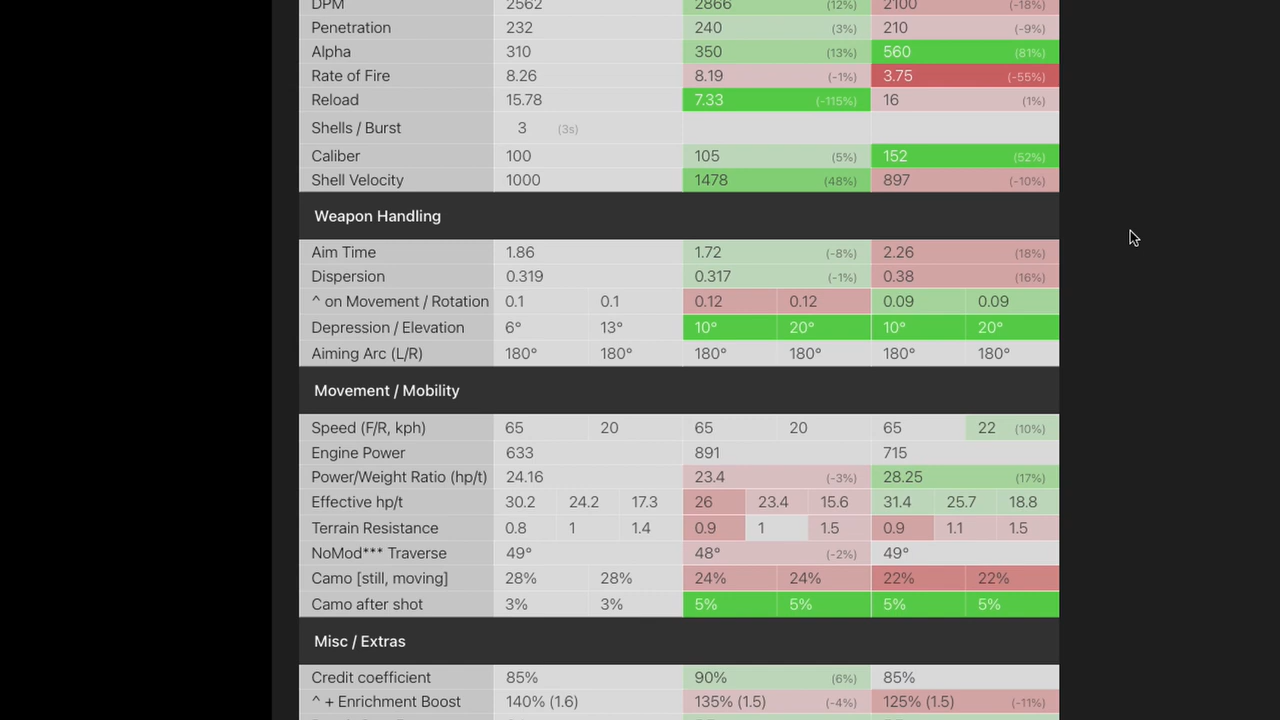 DPM 2562 2866 (12%) 2100 (-18%)
Penetration 232 240 (3%) 210 (-9%)
Alpha 310 350 (13%) 560 (81%)
Rate of Fire 8.26 8.19 (-1%) 3.75 (-55%)
Reload 15.78 7.33 (-115%) 16 (1%)
Shells / Burst 3 (3s)
Caliber 100 105 (5%) 152 (52%)
Shell Velocity 1000 1478 (48%) 897 (-10%)
Weapon Handling
Aim Time 1.86 1.72 (-8%) 2.26 (18%)
Dispersion 0.319 0.317 (-1%) 0.38 (16%)
^ on Movement / Rotation 0.1 0.1 0.12 0.12 0.09 0.09
Depression / Elevation 6° 13° 10° 20° 10° 20°
Aiming Arc (L/R) 180° 180° 180° 180° 180° 180°
Movement / Mobility
Speed (F/R, kph) 65 20 65 20 65 22 (10%)
Engine Power 633 891 715
Power/Weight Ratio (hp/t) 24.16 23.4 (-3%) 28.25 (17%)
Effective hp/t 30.2 24.2 17.3 26 23.4 15.6 31.4 25.7 18.8
Terrain Resistance 0.8 1 1.4 0.9 1 1.5 0.9 1.1 1.5
NoMod*** Traverse 49° 48° (-2%) 49°
Camo [still, moving] 28% 28% 24% 24% 22% 22%
Camo after shot 3% 3% 5% 5% 5% 5%
Misc / Extras
Credit coefficient 85% 90% (6%) 85%
^ + Enrichment Boost 140% (1.6) 135% (1.5) (-4%) 125% (1.5) (-11%)